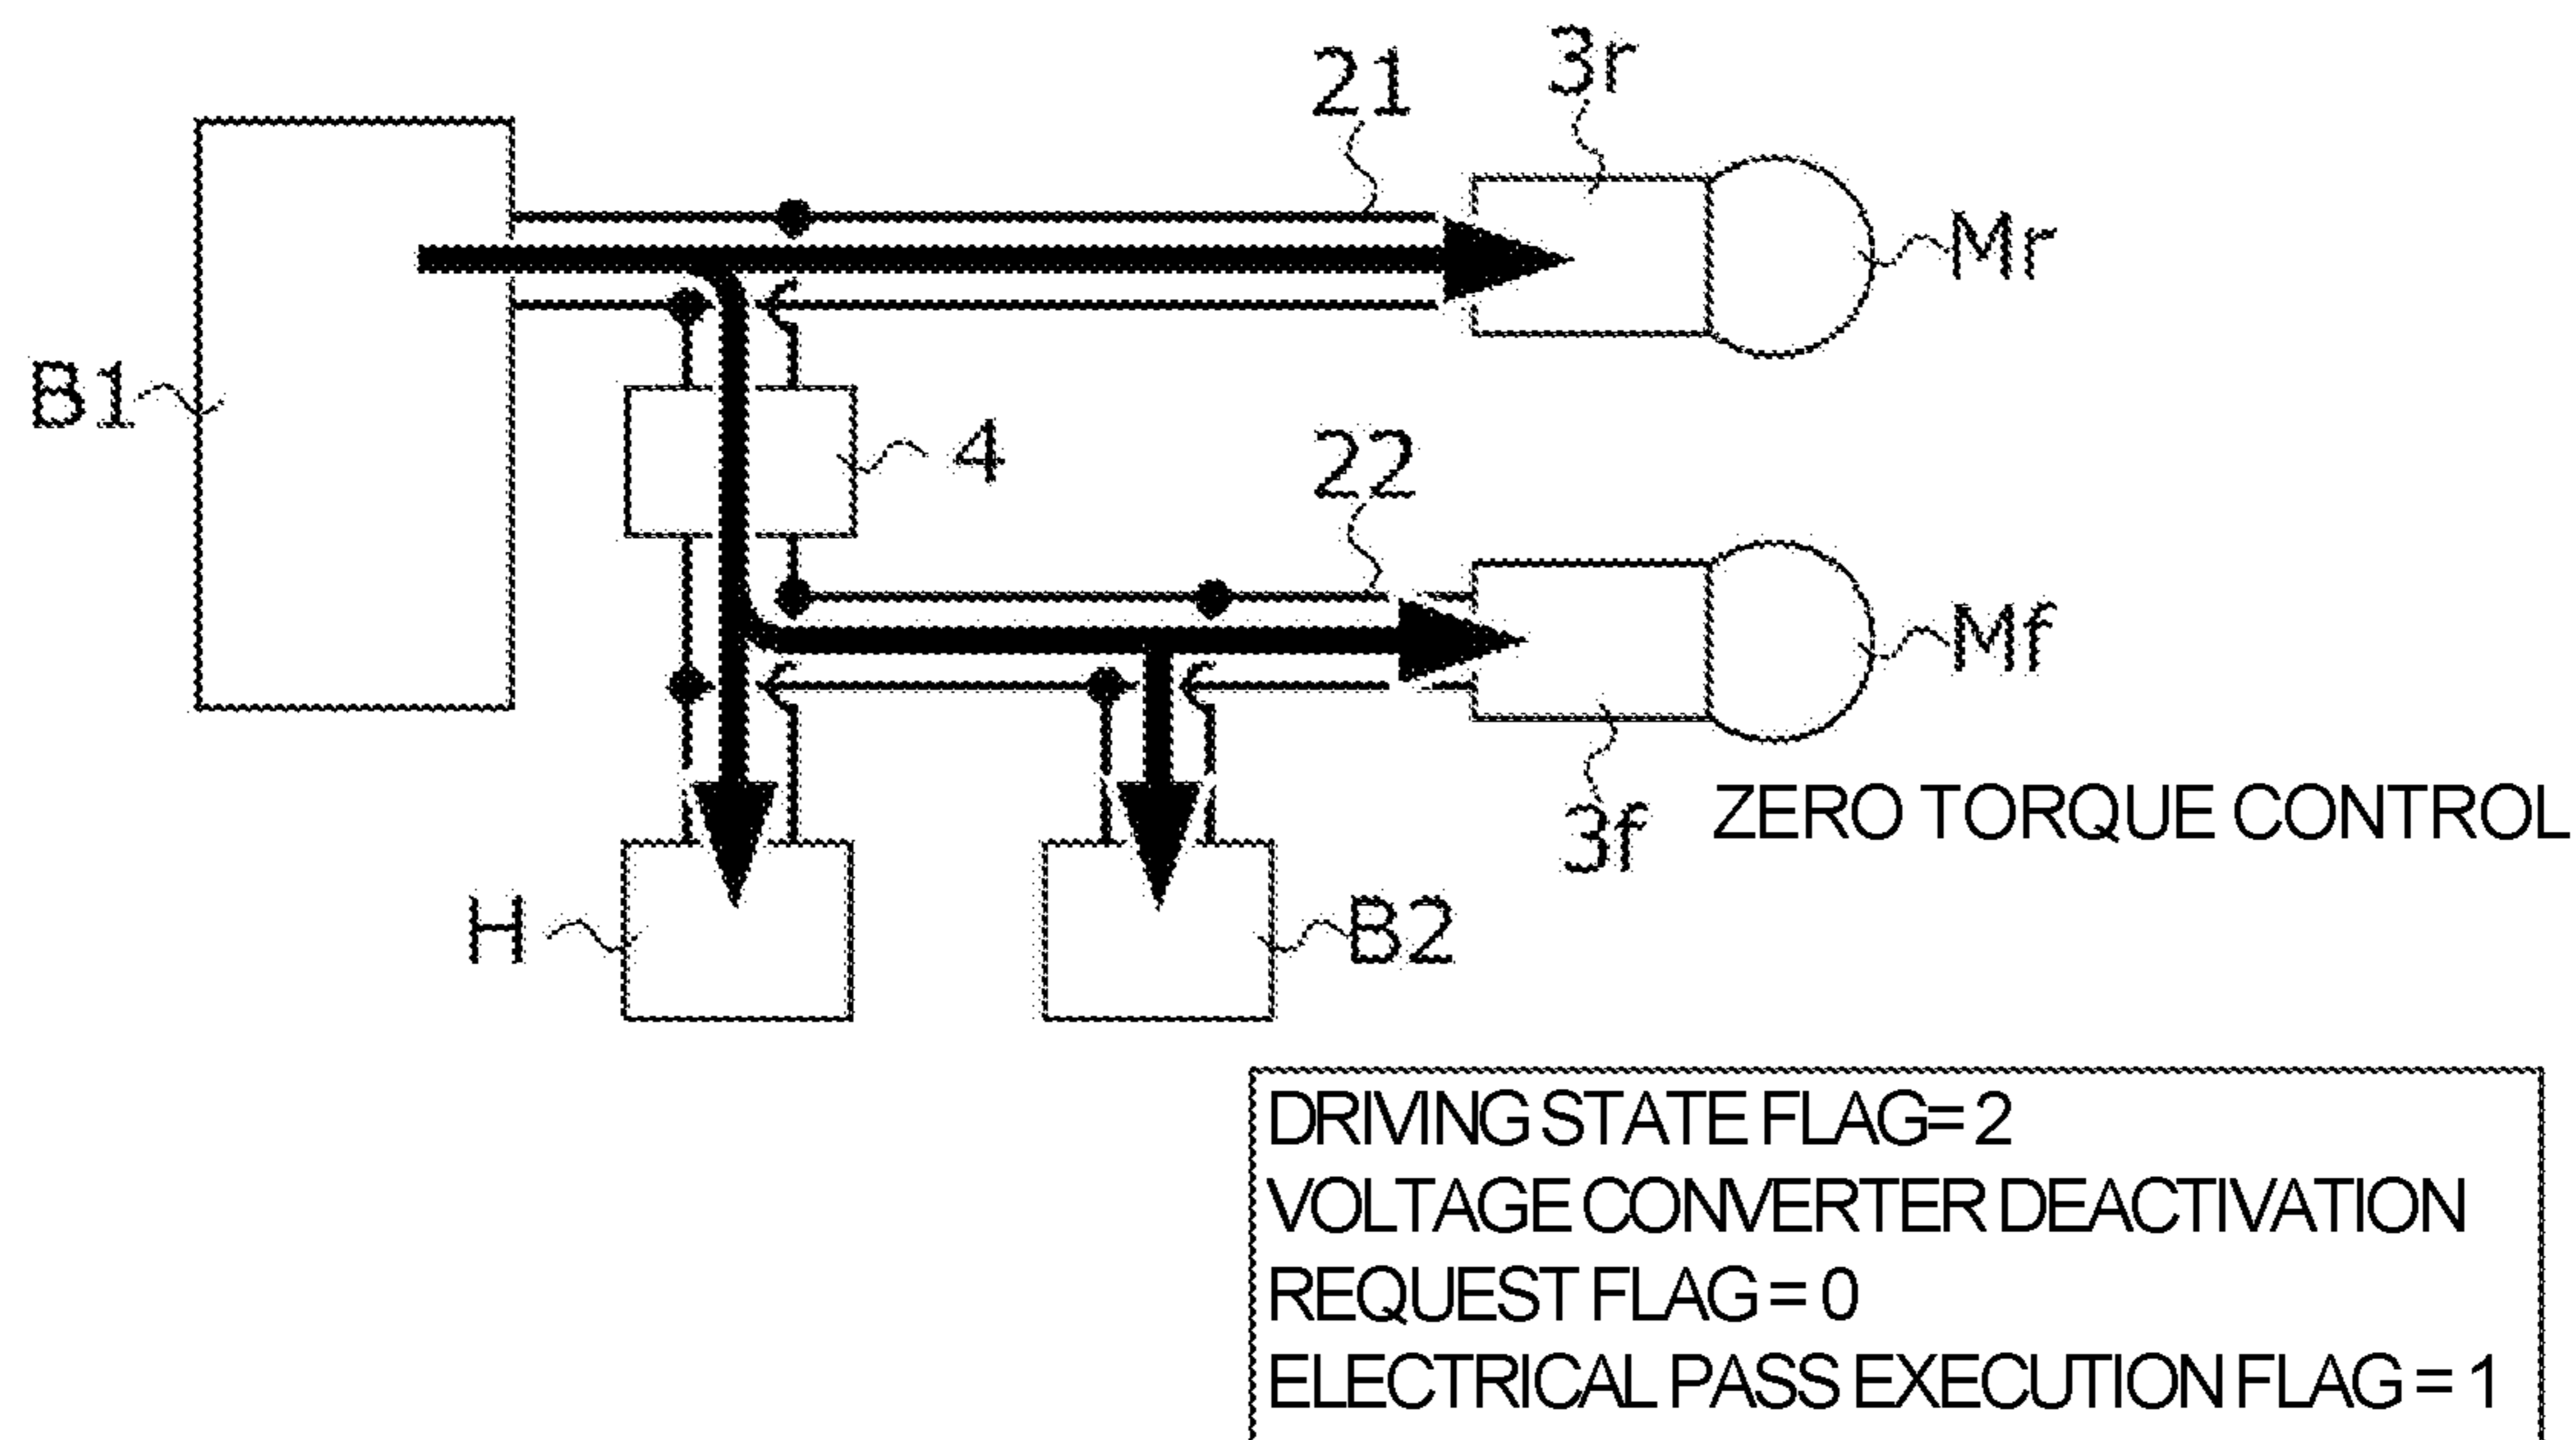 21
3r
B1
Mr
4
22
Mf
3f
ZERO TORQUE CONTROL
H
B2
DRIVING STATE FLAG= 2
VOLTAGE CONVERTER DEACTIVATION
REQUEST FLAG = 0
ELECTRICAL PASS EXECUTION FLAG = 1